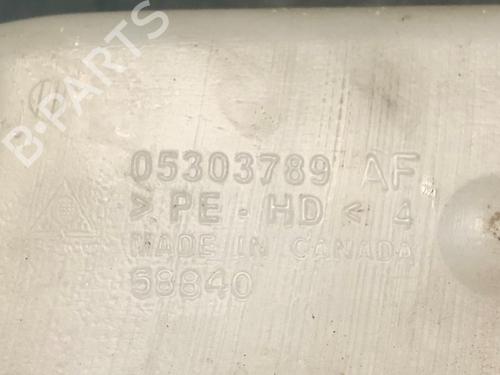 B-PARTS
05303789 AF
> PE - HD < 4
MADE IN CANADA
58840